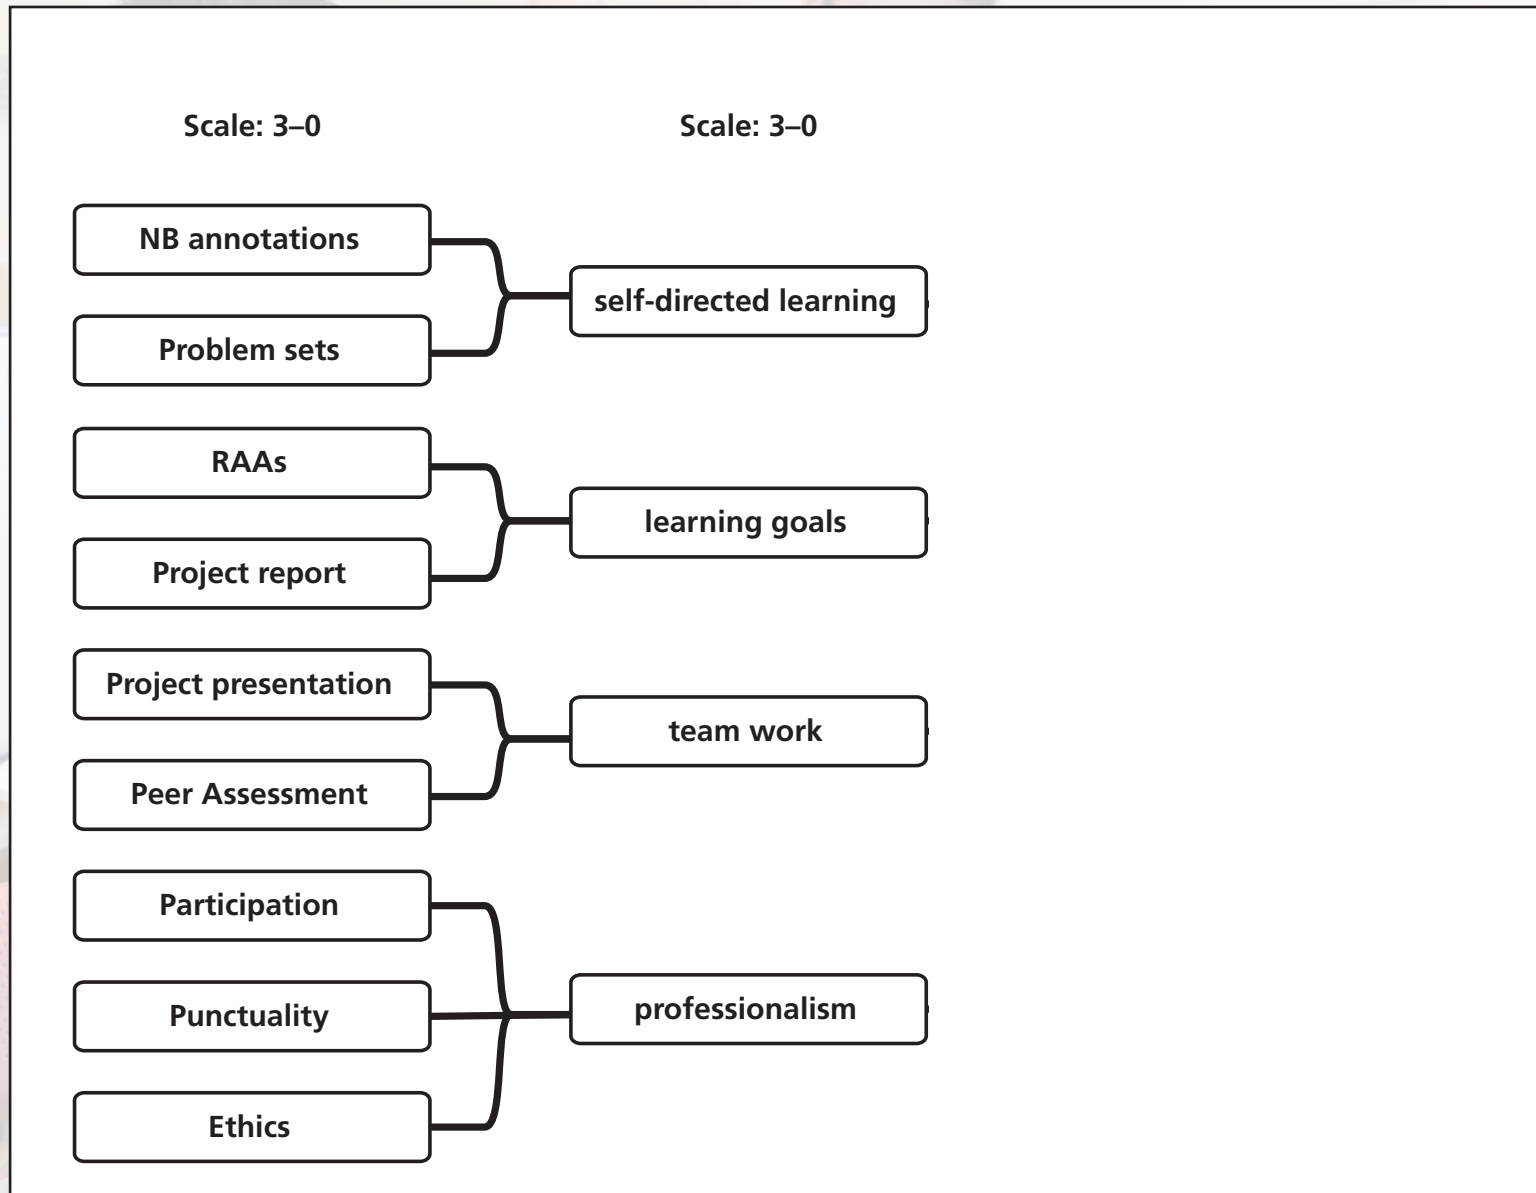 Scale: 3–0
Scale: 3–0
NB annotations
Problem sets
self-directed learning
RAAs
Project report
learning goals
Project presentation
Peer Assessment
team work
Participation
Punctuality
Ethics
professionalism